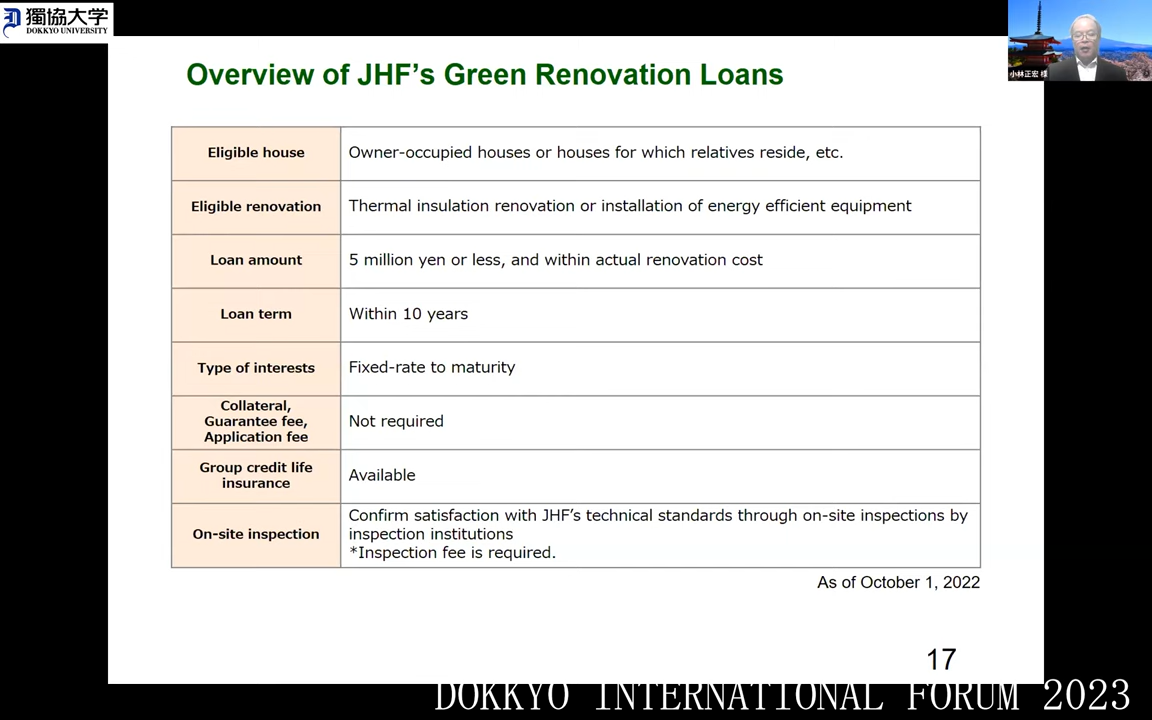 獨協大学
DOKKYO UNIVERSITY
小林正宏 様
Overview of JHF's Green Renovation Loans
Eligible house
Owner-occupied houses or houses for which relatives reside, etc.
Eligible renovation
Thermal insulation renovation or installation of energy efficient equipment
Loan amount
5 million yen or less, and within actual renovation cost
Loan term
Within 10 years
Type of interests
Fixed-rate to maturity
Collateral,
Guarantee fee,
Application fee
Not required
Group credit life
insurance
Available
On-site inspection
Confirm satisfaction with JHF's technical standards through on-site inspections by
inspection institutions
*Inspection fee is required.
As of October 1, 2022
17
DOKKYO INTERNATIONAL FORUM 2023